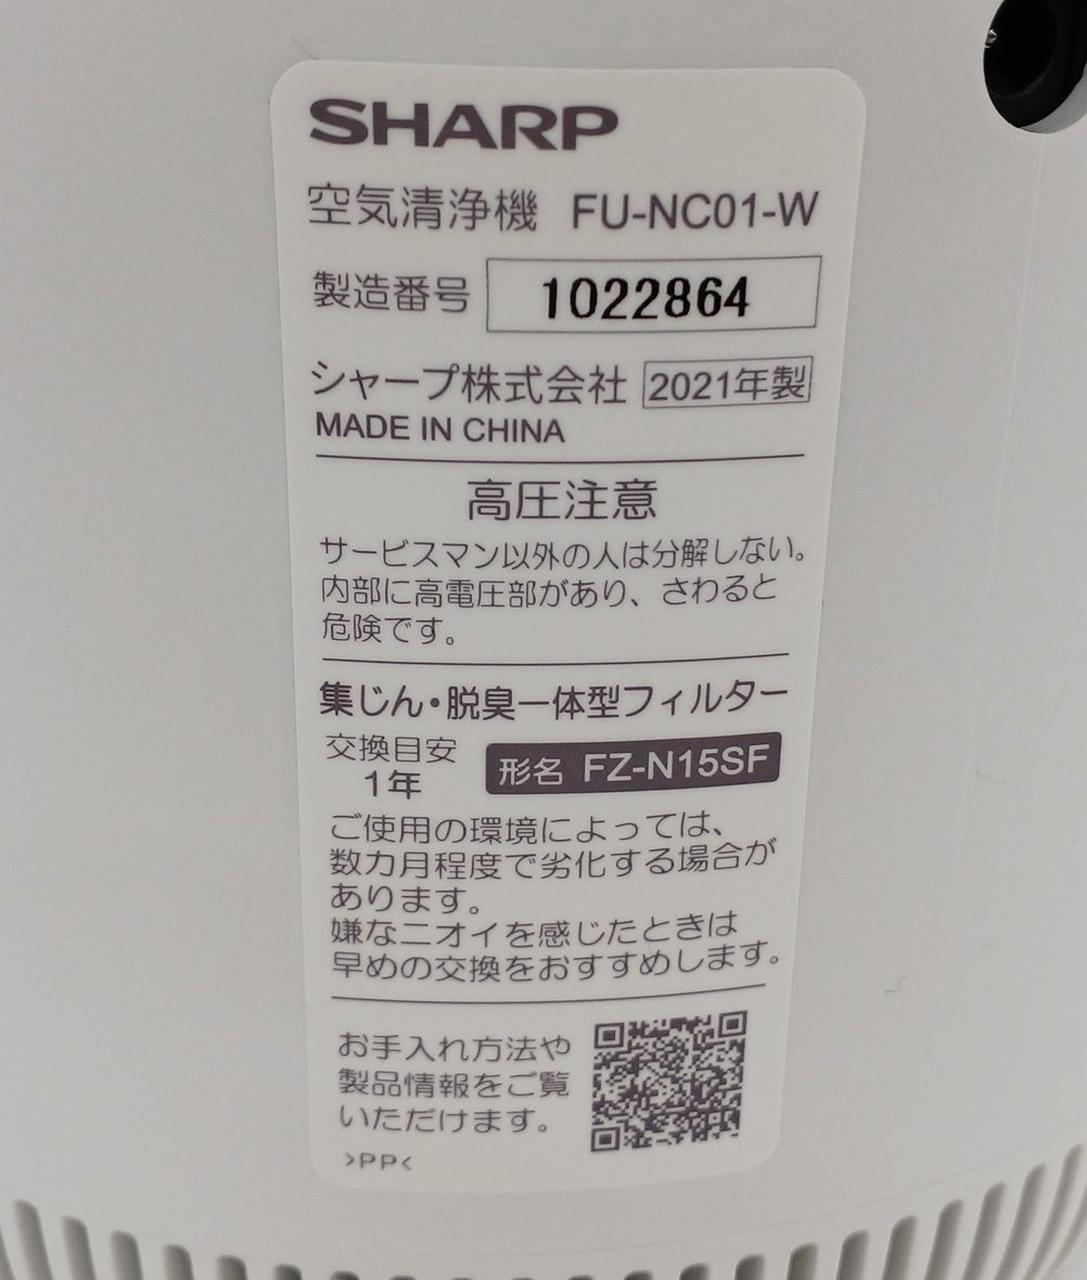 SHARP
空気清浄機 FU-NC01-W
製造番号 1022864
シャープ株式会社 2021年製
MADE IN CHINA
高圧注意
サービスマン以外の人は分解しない。
内部に高電圧部があり、さわると
危険です。
集じん・脱臭一体型フィルター
交換目安
1年
形名 FZ-N15SF
ご使用の環境によっては、
数カ月程度で劣化する場合が
あります。
嫌なニオイを感じたときは
早めの交換をおすすめします。
お手入れ方法や
製品情報をご覧
いただけます。
>PP<